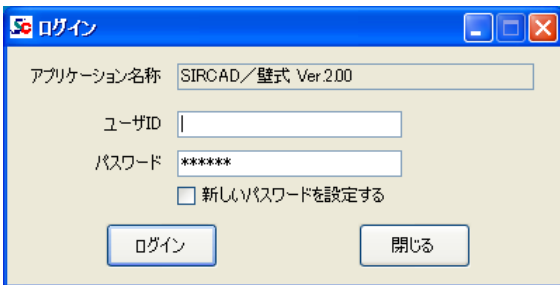 Sc ログイン
アプリケーション名称 SIRCAD／壁式 Ver.2.00
ユーザID
パスワード ******
新しいパスワードを設定する
ログイン 閉じる